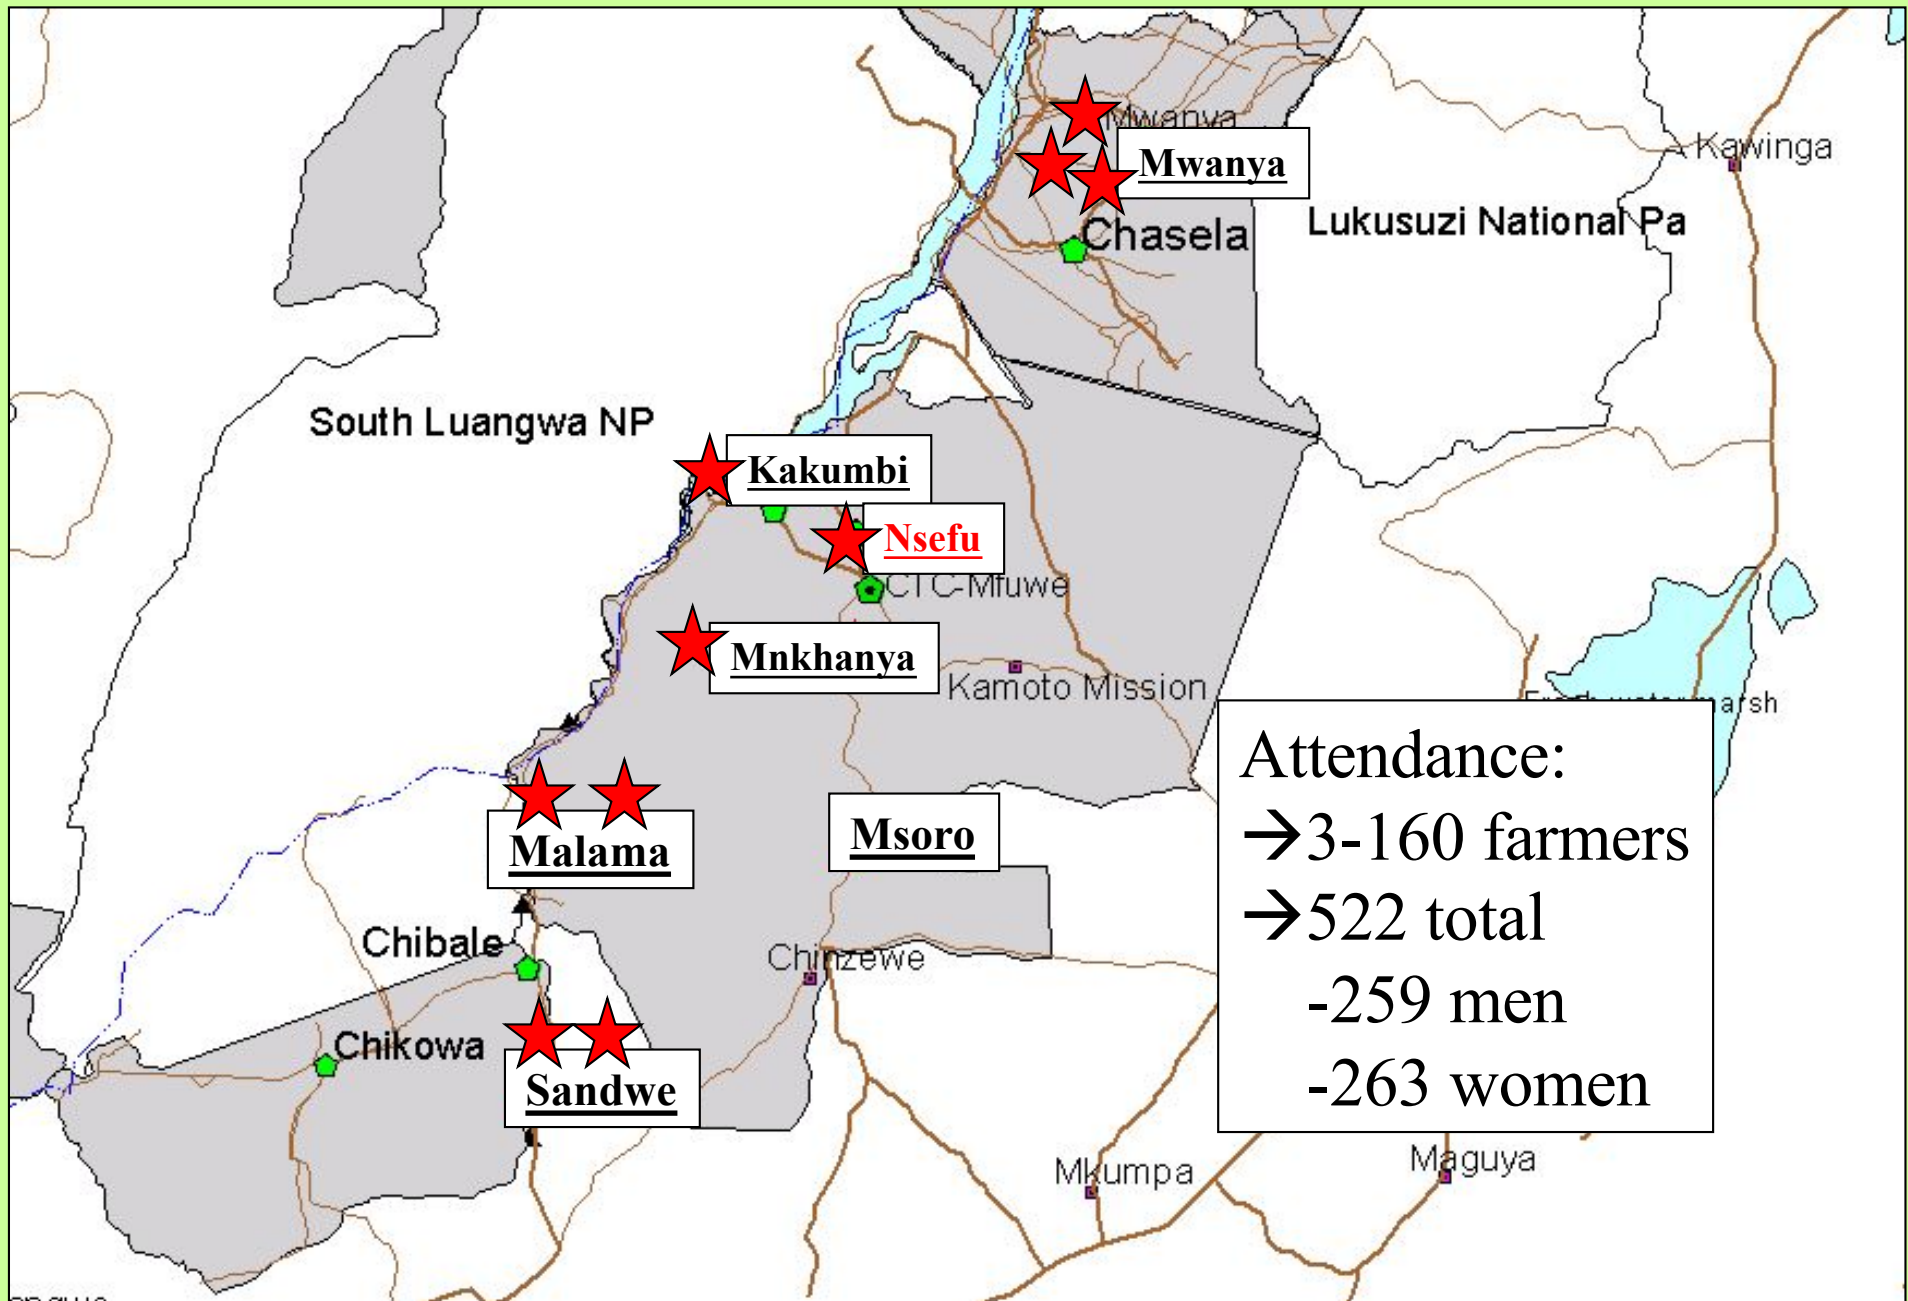 Mwanya
Mwanya
Kawinga
Chasela
Lukusuzi National Pa
South Luangwa NP
Kakumbi
Nsefu
CTC-Mfuwe
Mnkhanya
Kamoto Mission
Attendance:
→3-160 farmers
→522 total
-259 men
-263 women
Malama
Msoro
Chibale
Chinzewe
Chikowa
Sandwe
Mkumpa
Maguya